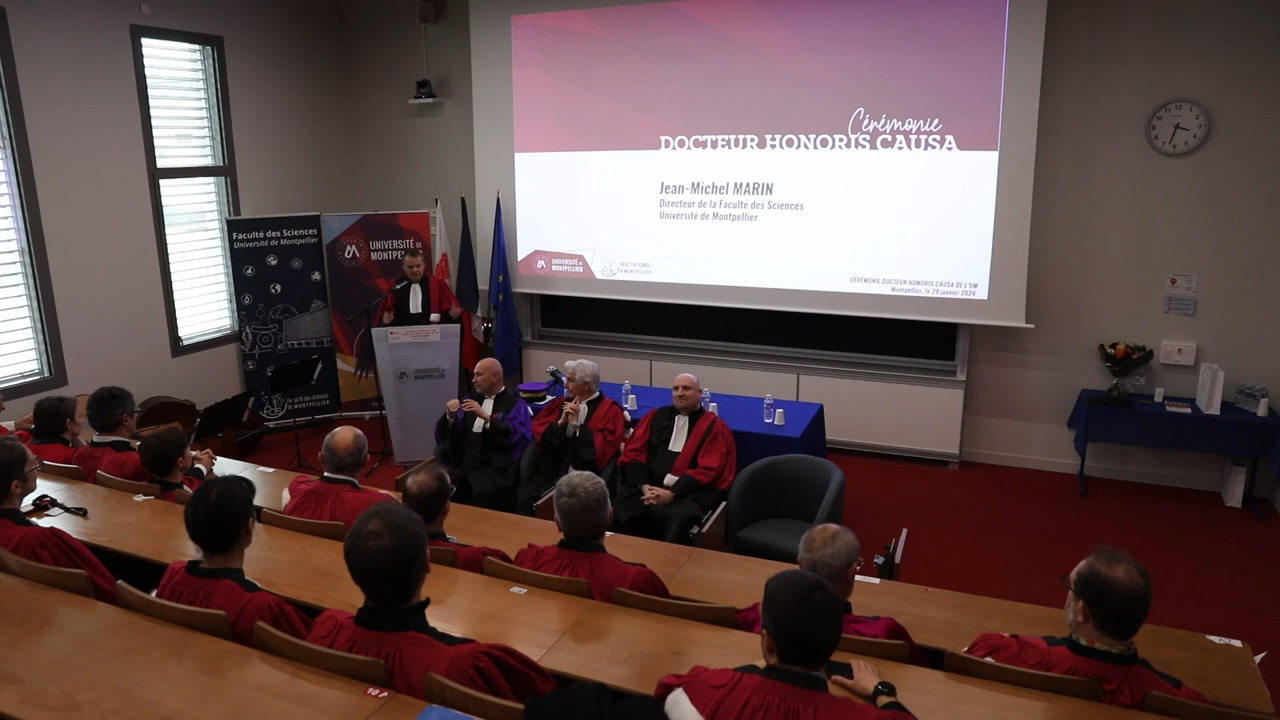 Cérémonie
DOCTEUR HONORIS CAUSA
Jean-Michel MARIN
Directeur de la Faculté des Sciences
Université de Montpellier
UNIVERSITÉ DE
MONTPELLIER
CÉRÉMONIE DOCTEUR HONORIS CAUSA DE L'UM
Montpellier, le 29 janvier 2024
Faculté des Sciences
Université de Montpellier
UNIVERSITÉ DE
MONTPELLIER
UNIVERSITÉ DE
MONTPELLIER